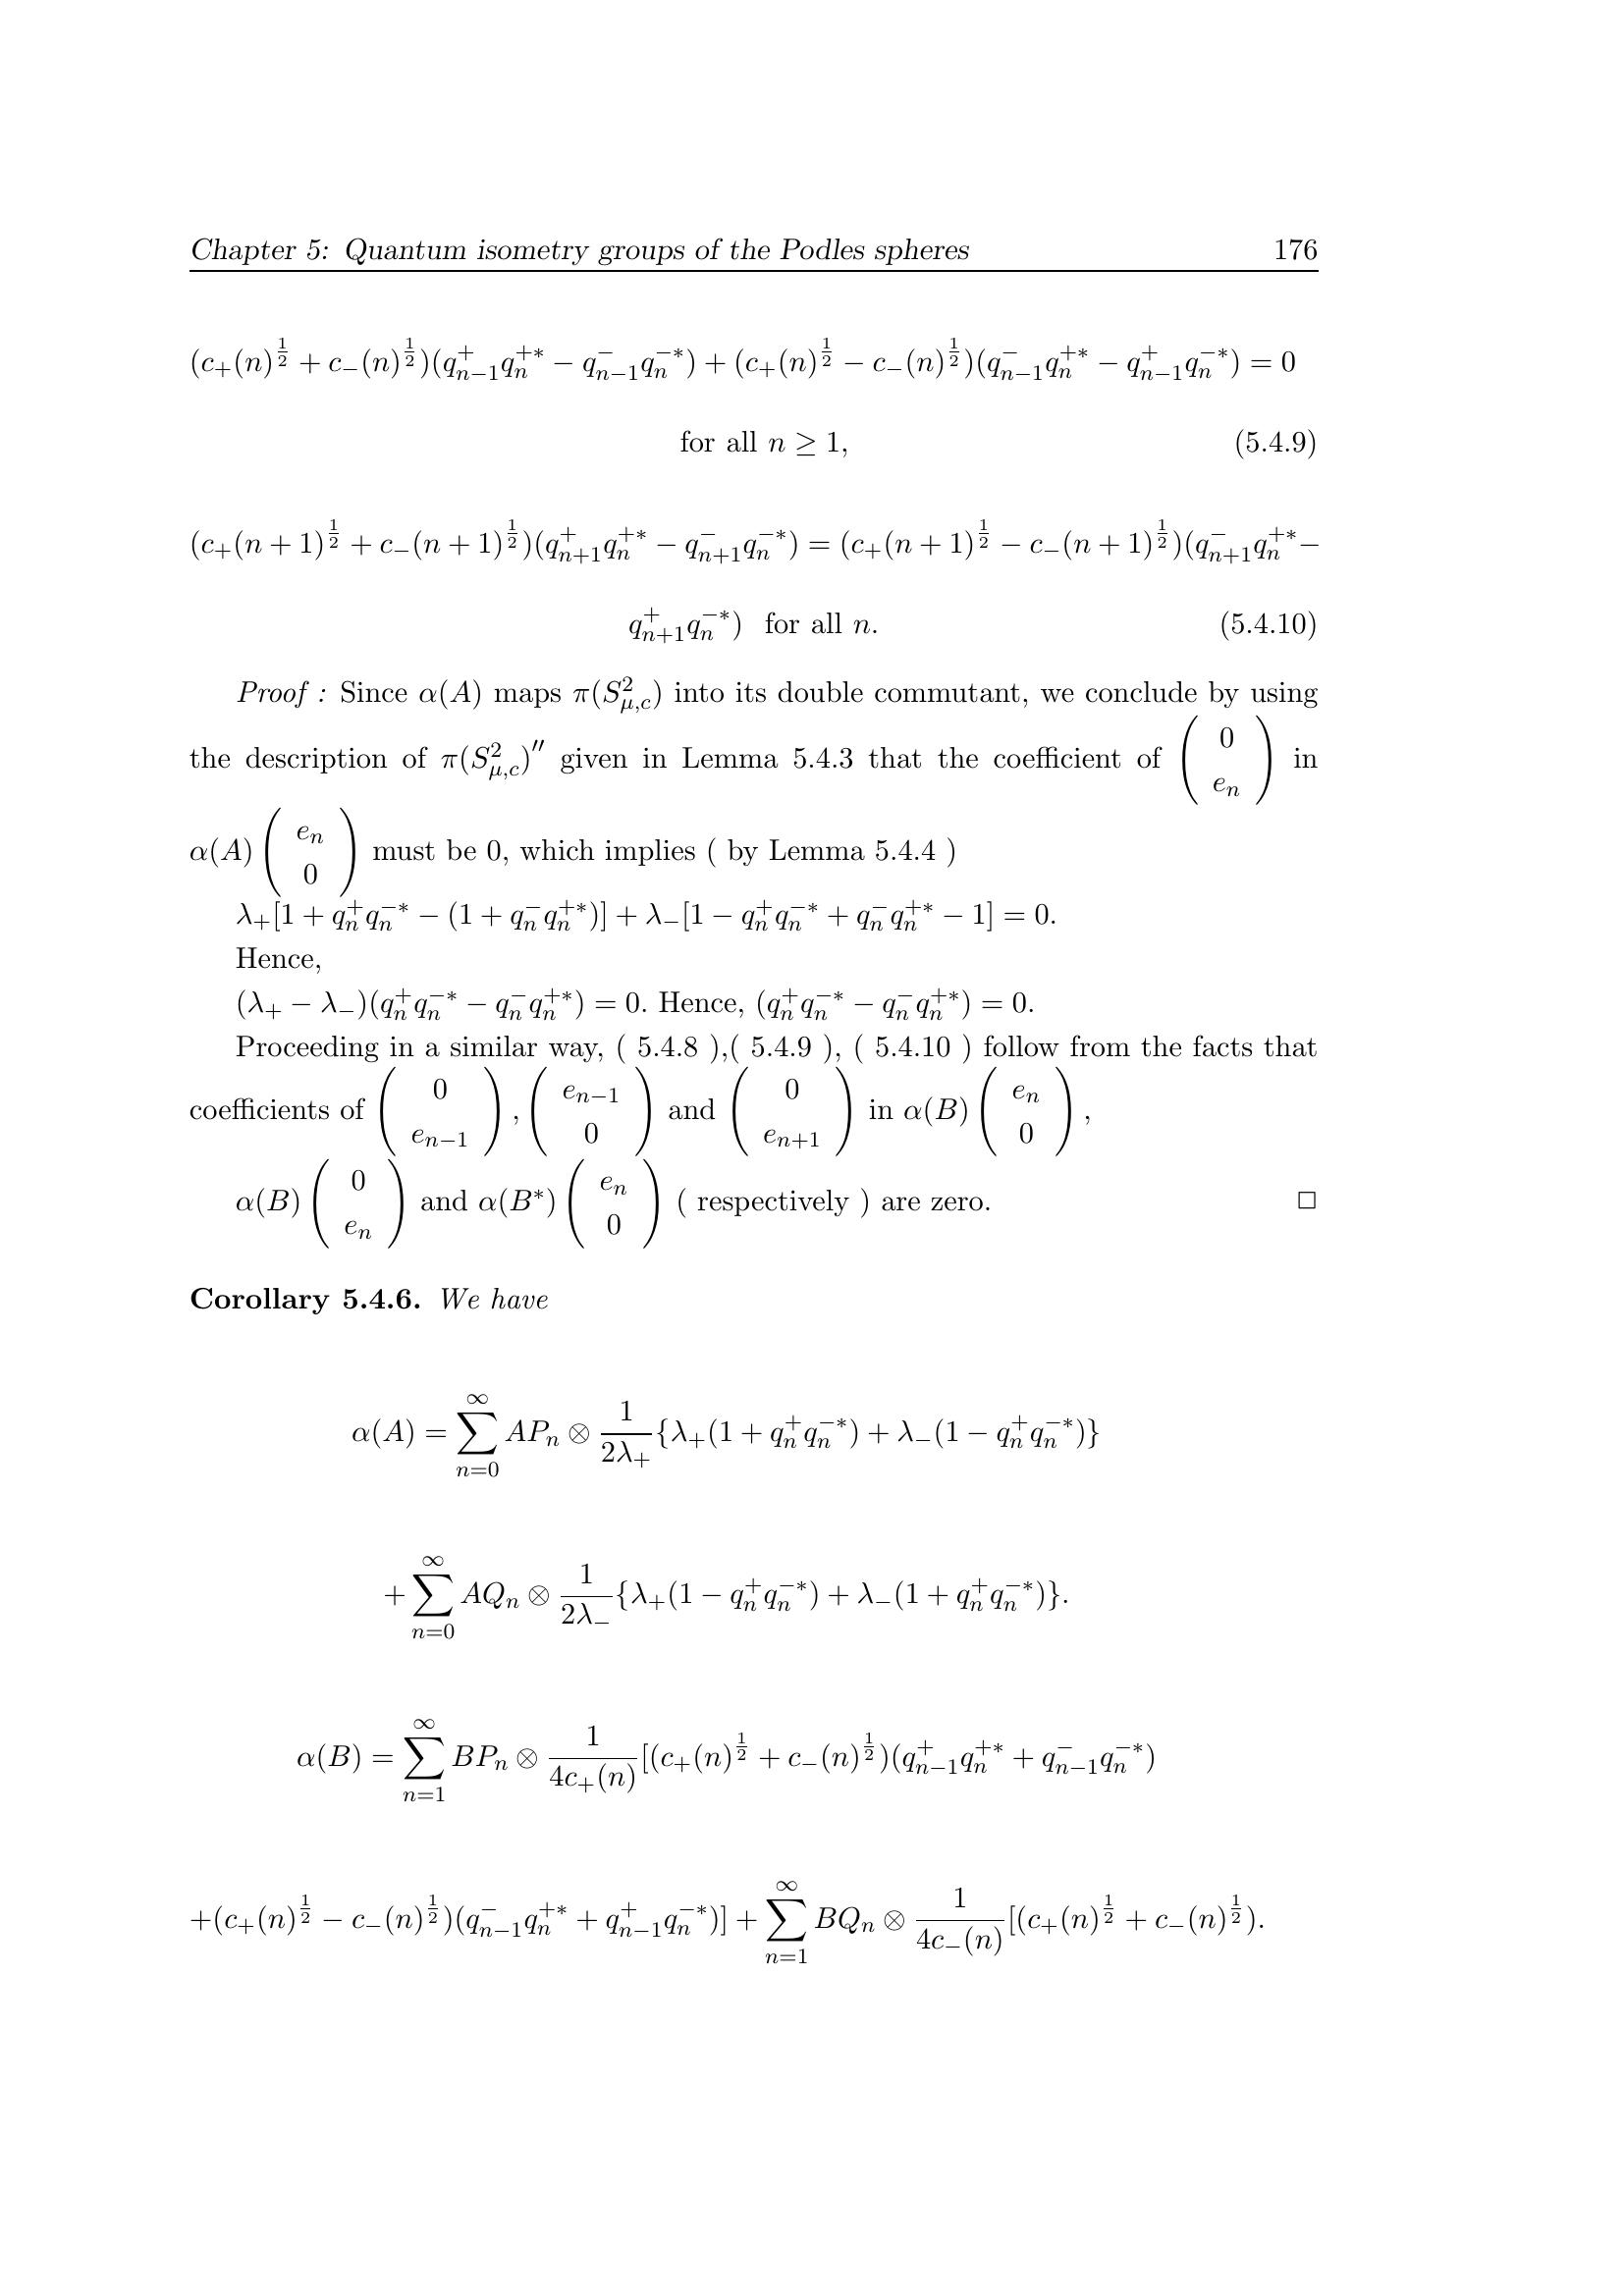 Chapter 5: Quantum isometry groups of the Podles spheres 176
$(c_+(n)^{\frac{1}{2}} + c_-(n)^{\frac{1}{2}})(q^+_{n-1}q^{+*}_n - q^-_{n-1}q^{-*}_n) + (c_+(n)^{\frac{1}{2}} - c_-(n)^{\frac{1}{2}})(q^-_{n-1}q^{+*}_n - q^+_{n-1}q^{-*}_n) = 0$
for all $n \geq 1$, (5.4.9)
$(c_+(n+1)^{\frac{1}{2}} + c_-(n+1)^{\frac{1}{2}})(q^+_{n+1}q^{+*}_n - q^-_{n+1}q^{-*}_n) = (c_+(n+1)^{\frac{1}{2}} - c_-(n+1)^{\frac{1}{2}})(q^-_{n+1}q^{+*}_n -$
$q^+_{n+1}q^{-*}_n)$ for all $n$. (5.4.10)
Proof : Since $\alpha(A)$ maps $\pi(S^2_{\mu,c})$ into its double commutant, we conclude by using
the description of $\pi(S^2_{\mu,c})''$ given in Lemma 5.4.3 that the coefficient of $\begin{pmatrix} 0 \\ e_n \end{pmatrix}$ in
$\alpha(A)\begin{pmatrix} e_n \\ 0 \end{pmatrix}$ must be 0, which implies ( by Lemma 5.4.4 )
$\lambda_+[1 + q^+_n q^{-*}_n - (1 + q^-_n q^{+*}_n)] + \lambda_-[1 - q^+_n q^{-*}_n + q^-_n q^{+*}_n - 1] = 0.$
Hence,
$(\lambda_+ - \lambda_-)(q^+_n q^{-*}_n - q^-_n q^{+*}_n) = 0$. Hence, $(q^+_n q^{-*}_n - q^-_n q^{+*}_n) = 0$.
Proceeding in a similar way, ( 5.4.8 ),( 5.4.9 ), ( 5.4.10 ) follow from the facts that
coefficients of $\begin{pmatrix} 0 \\ e_{n-1} \end{pmatrix}$, $\begin{pmatrix} e_{n-1} \\ 0 \end{pmatrix}$ and $\begin{pmatrix} 0 \\ e_{n+1} \end{pmatrix}$ in $\alpha(B)\begin{pmatrix} e_n \\ 0 \end{pmatrix}$,
$\alpha(B)\begin{pmatrix} 0 \\ e_n \end{pmatrix}$ and $\alpha(B^*)\begin{pmatrix} e_n \\ 0 \end{pmatrix}$ ( respectively ) are zero. □
Corollary 5.4.6. We have
$\alpha(A) = \sum_{n=0}^{\infty} AP_n \otimes \frac{1}{2\lambda_+}\{\lambda_+(1 + q^+_n q^{-*}_n) + \lambda_-(1 - q^+_n q^{-*}_n)\}$
$+ \sum_{n=0}^{\infty} AQ_n \otimes \frac{1}{2\lambda_-}\{\lambda_+(1 - q^+_n q^{-*}_n) + \lambda_-(1 + q^+_n q^{-*}_n)\}.$
$\alpha(B) = \sum_{n=1}^{\infty} BP_n \otimes \frac{1}{4c_+(n)}[(c_+(n)^{\frac{1}{2}} + c_-(n)^{\frac{1}{2}})(q^+_{n-1}q^{+*}_n + q^-_{n-1}q^{-*}_n)$
$+(c_+(n)^{\frac{1}{2}} - c_-(n)^{\frac{1}{2}})(q^-_{n-1}q^{+*}_n + q^+_{n-1}q^{-*}_n)] + \sum_{n=1}^{\infty} BQ_n \otimes \frac{1}{4c_-(n)}[(c_+(n)^{\frac{1}{2}} + c_-(n)^{\frac{1}{2}}).$